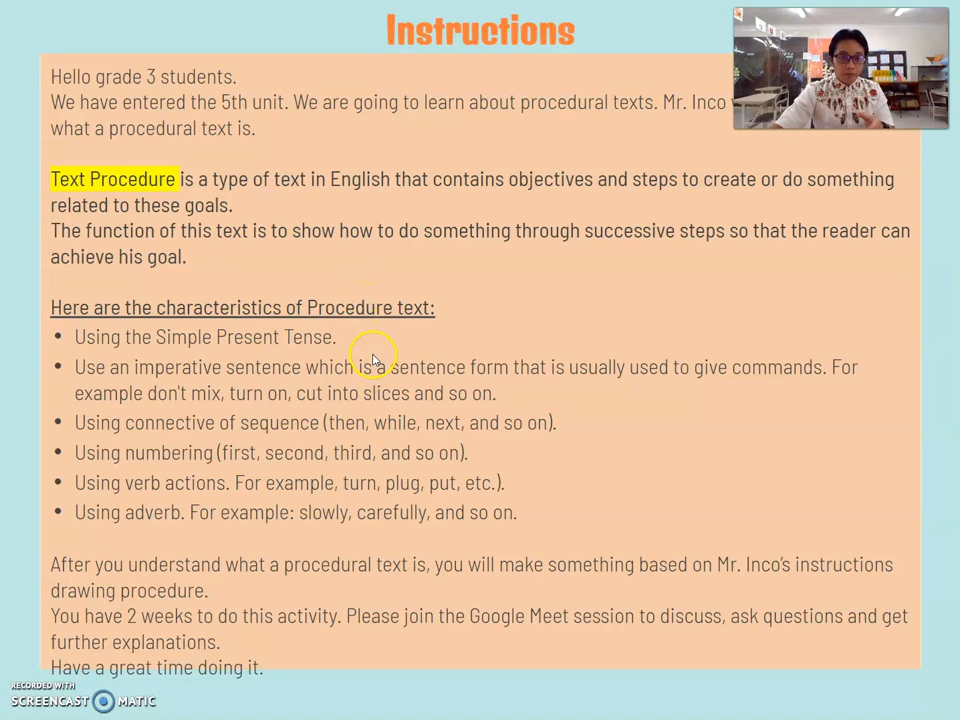 Instructions
Hello grade 3 students.
We have entered the 5th unit. We are going to learn about procedural texts. Mr. Inco
what a procedural text is.
Text Procedure is a type of text in English that contains objectives and steps to create or do something
related to these goals.
The function of this text is to show how to do something through successive steps so that the reader can
achieve his goal.
Here are the characteristics of Procedure text:
• Using the Simple Present Tense.
• Use an imperative sentence which is a sentence form that is usually used to give commands. For
example don't mix, turn on, cut into slices and so on.
• Using connective of sequence (then, while, next, and so on).
• Using numbering (first, second, third, and so on).
• Using verb actions. For example, turn, plug, put, etc.).
• Using adverb. For example: slowly, carefully, and so on.
After you understand what a procedural text is, you will make something based on Mr. Inco's instructions
drawing procedure.
You have 2 weeks to do this activity. Please join the Google Meet session to discuss, ask questions and get
further explanations.
Have a great time doing it.
RECORDED WITH
SCREENCAST MATIC